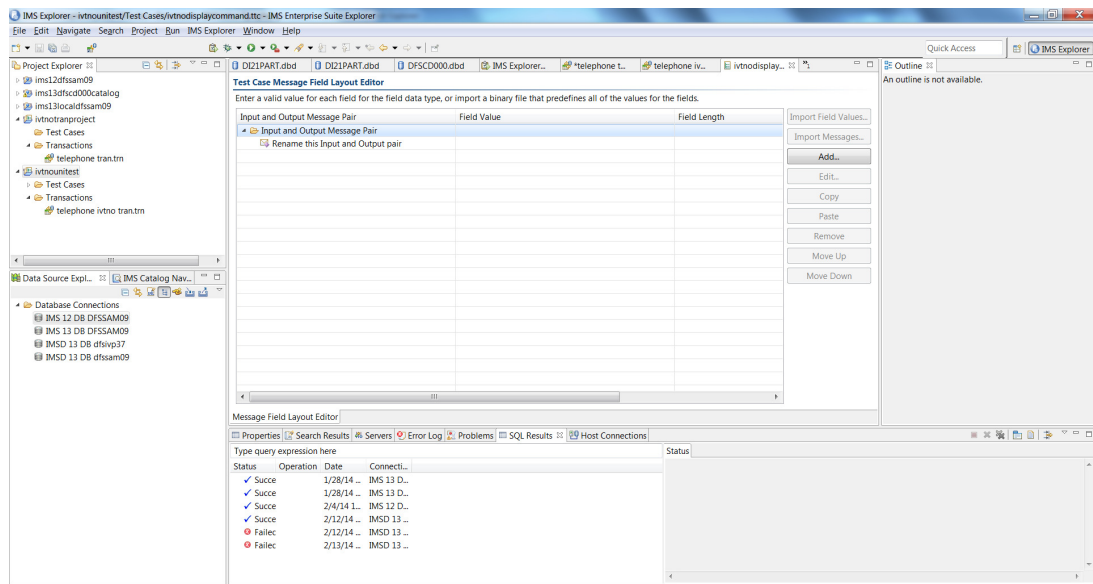 IMS Explorer - ivtnounitest/Test Cases/ivtnodisplaycommand.ttc - IMS Enterprise Suite Explorer
File Edit Navigate Search Project Run IMS Explorer Window Help
Quick Access
IMS Explorer
Project Explorer
ims12dfssam09
ims13dfscd000catalog
ims13localdfssam09
ivtnotranproject
Test Cases
Transactions
telephone tran.trn
ivtnounitest
Test Cases
Transactions
telephone ivtno tran.trn
Data Source Expl... IMS Catalog Nav...
Database Connections
IMS 12 DB DFSSAM09
IMS 13 DB DFSSAM09
IMSD 13 DB dfsivp37
IMSD 13 DB dfssam09
DI21PART.dbd DI21PART.dbd DFSCD000.dbd IMS Explorer... *telephone t... telephone iv... ivtnodisplay... »1
Test Case Message Field Layout Editor
Enter a valid value for each field for the field data type, or import a binary file that predefines all of the values for the fields.
Input and Output Message Pair Field Value Field Length
Input and Output Message Pair
Rename this Input and Output pair
Import Field Values...
Import Messages...
Add...
Edit...
Copy
Paste
Remove
Move Up
Move Down
Message Field Layout Editor
Outline
An outline is not available.
Properties Search Results Servers Error Log Problems SQL Results Host Connections
Type query expression here
Status Operation Date Connecti...
Succe 1/28/14 ... IMS 13 D...
Succe 1/28/14 ... IMS 13 D...
Succe 2/4/14 1... IMS 12 D...
Succe 2/12/14 ... IMSD 13 ...
Failec 2/12/14 ... IMSD 13 ...
Failec 2/13/14 ... IMSD 13 ...
Status